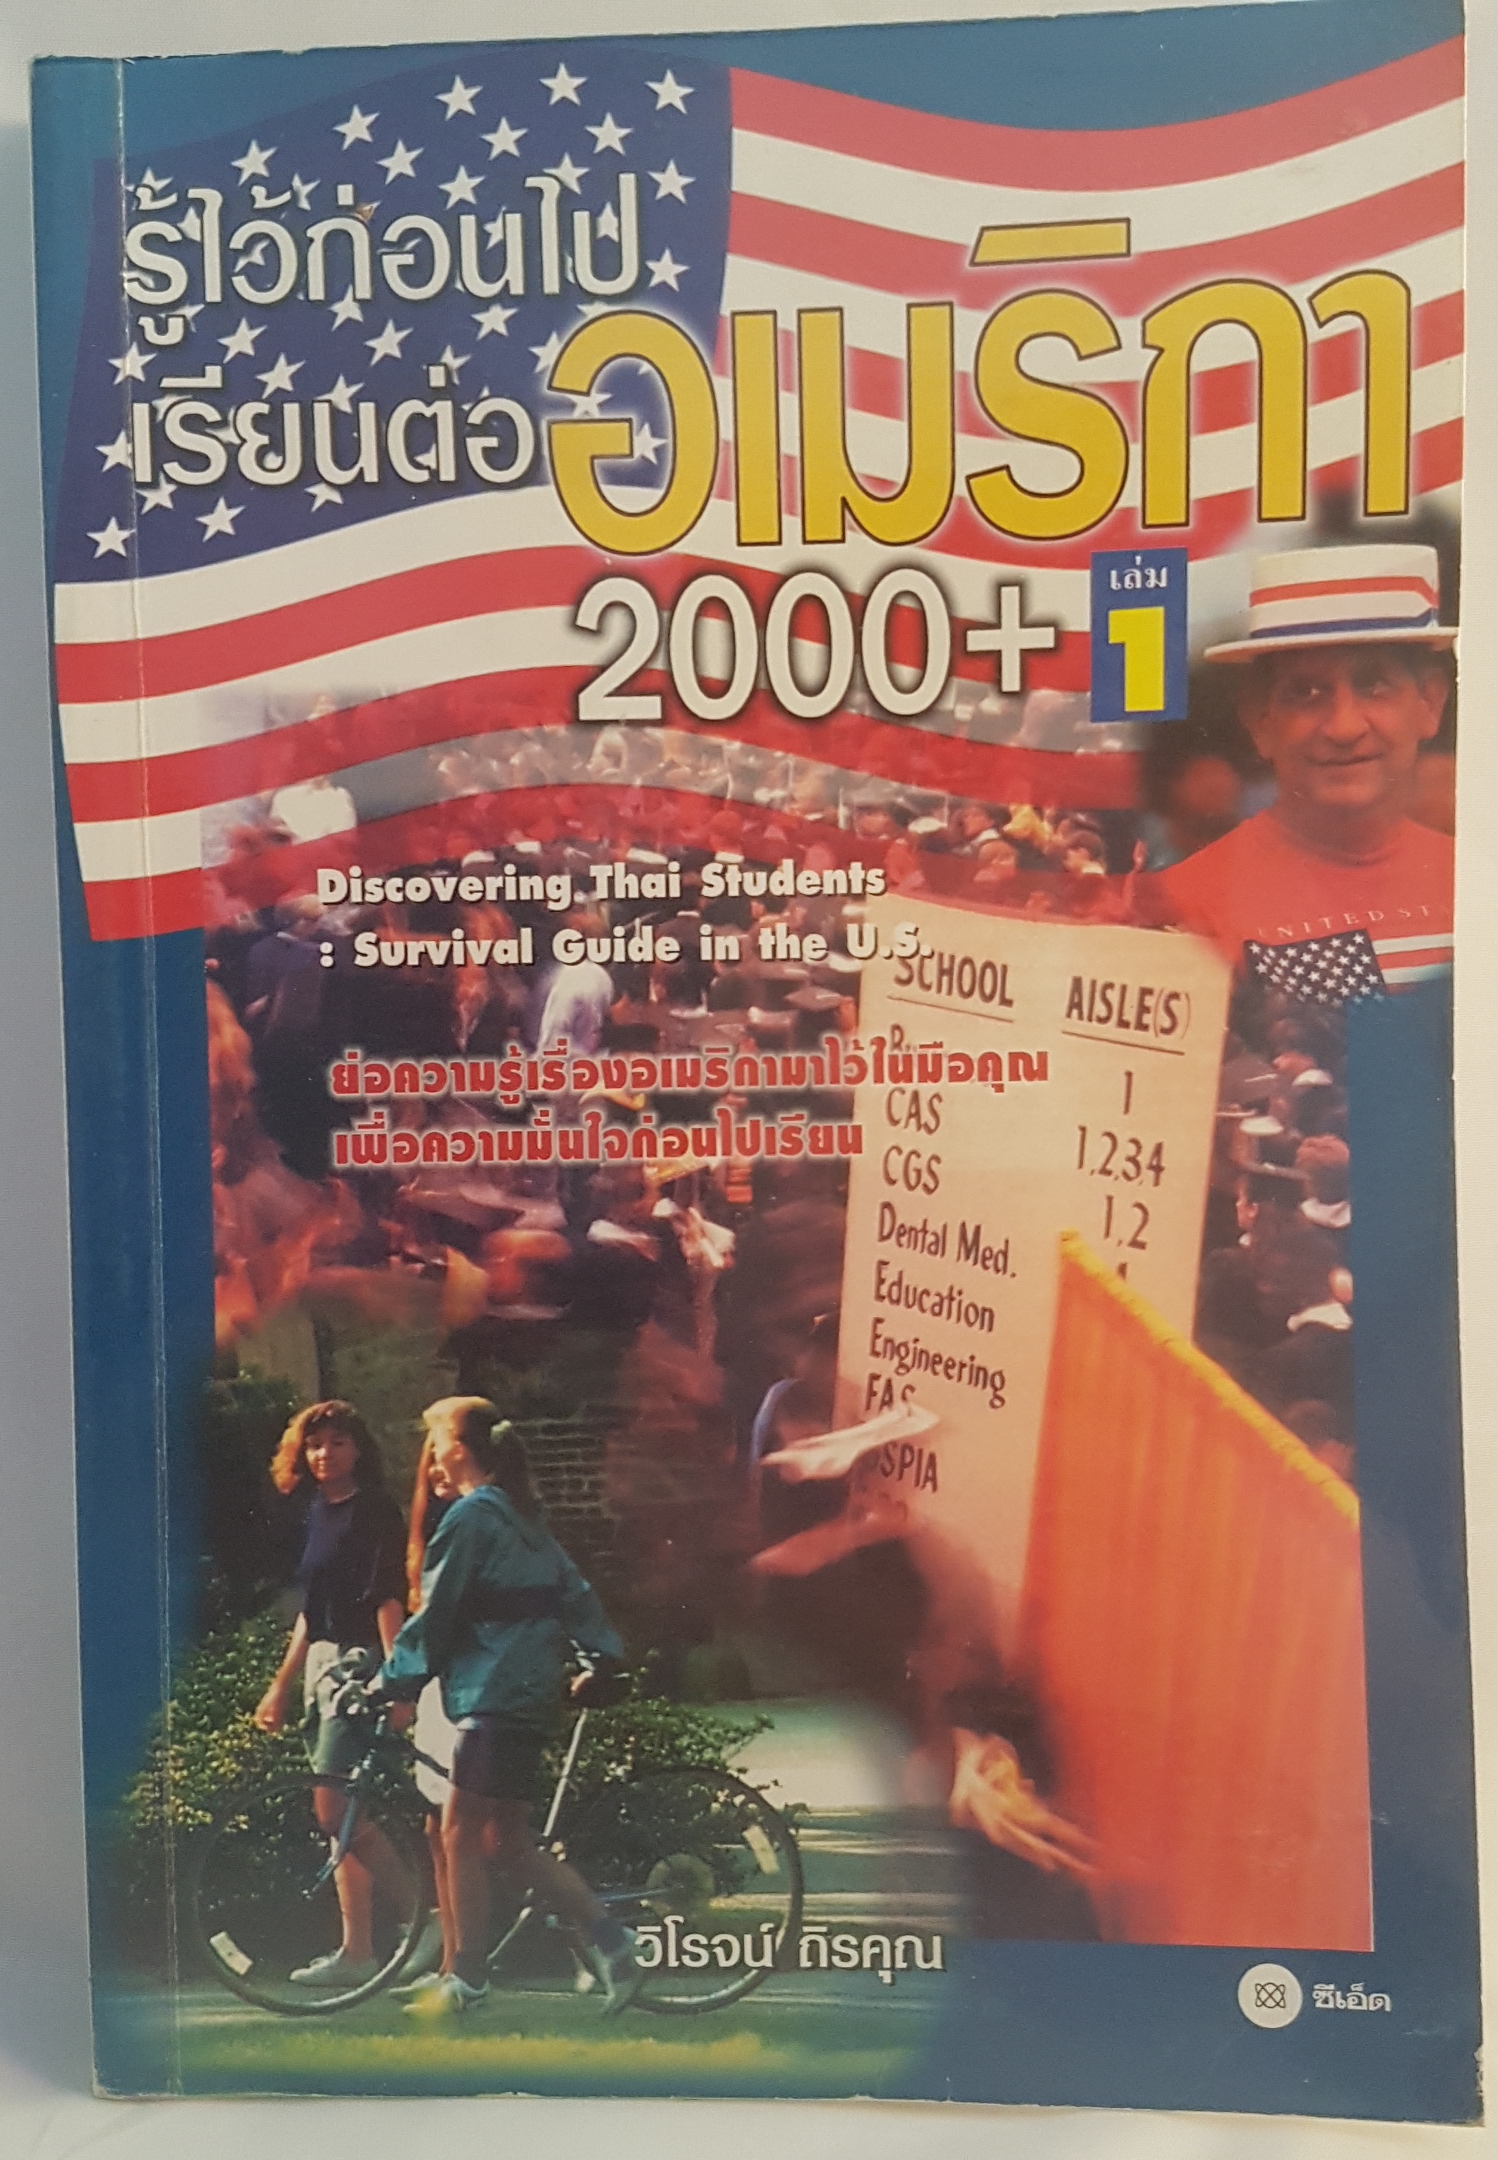 รู้ไว้ก่อนไป
เรียนต่อ
อเมริกา
2000+
เล่ม
1
UNITED ST
Discovering Thai Students
: Survival Guide in the U.S.
SCHOOL AISLE(S)
ย่อความรู้เรื่องอเมริกามาไว้ในมือคุณ
เพื่อความมั่นใจก่อนไปเรียน
1
CAS 1,2,3,4
CGS 1,2
Dental Med.
Education
Engineering
FAS
GSPIA
วิโรจน์ ถิรคุณ
ซีเอ็ด